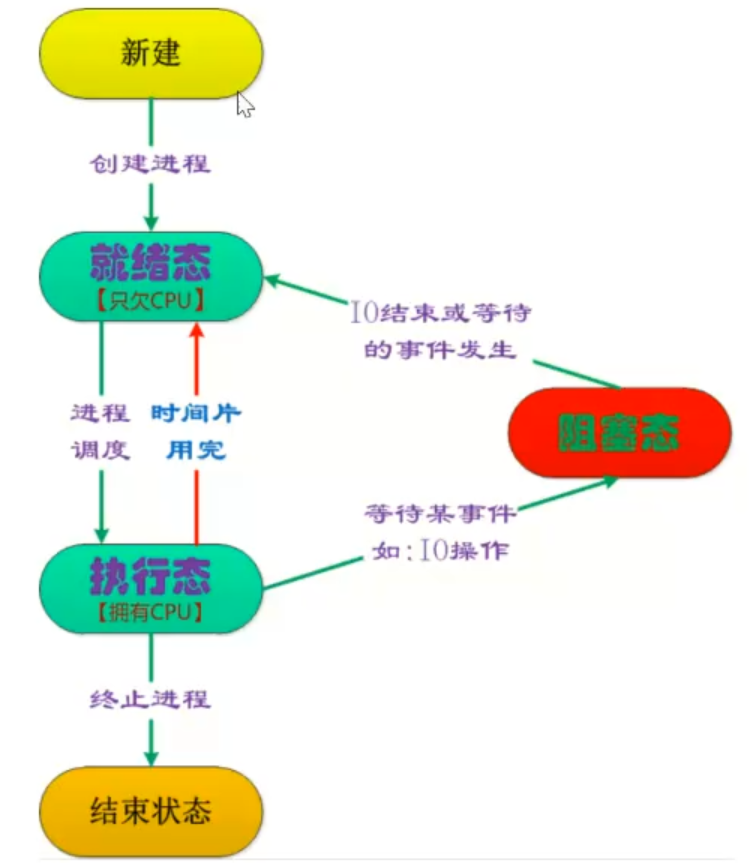 新建
创建进程
就绪态
【只欠CPU】
IO结束或等待
的事件发生
进程
调度
时间片
用完
阻塞态
等待某事件
如:IO操作
执行态
【拥有CPU】
终止进程
结束状态